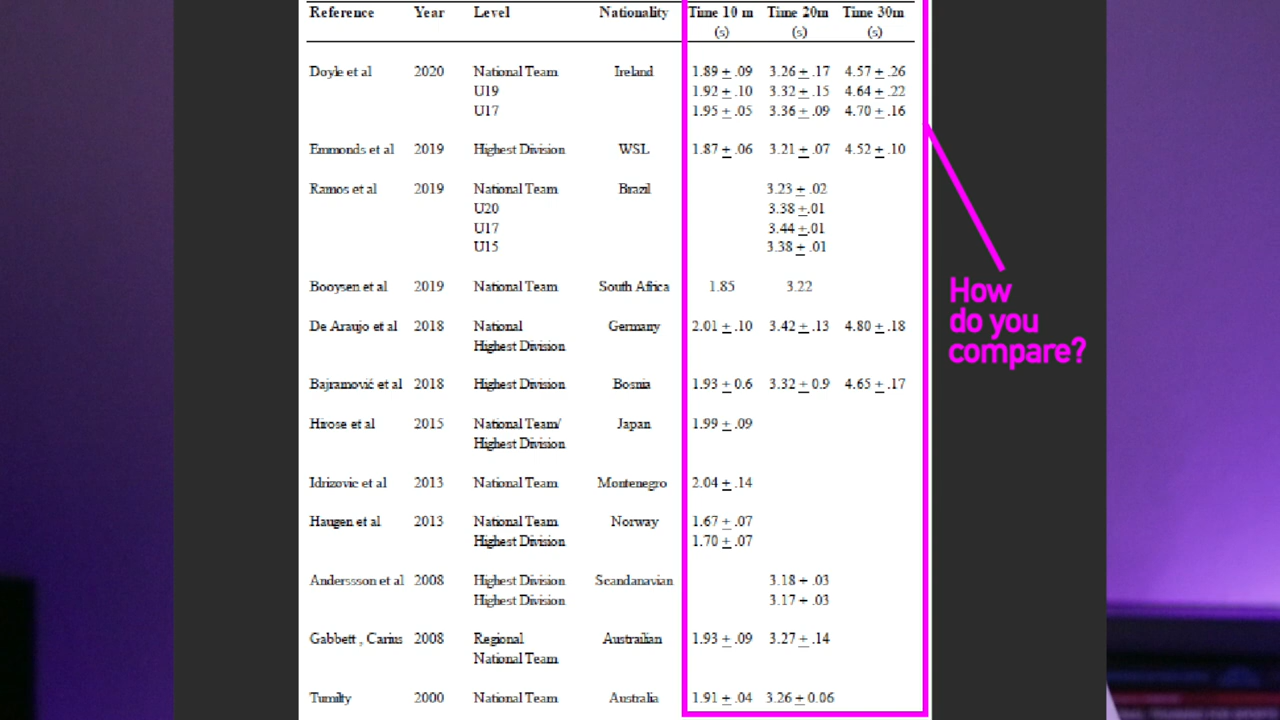 Reference Year Level Nationality Time 10 m Time 20m Time 30m
(s) (s) (s)
Doyle et al 2020 National Team Ireland 1.89 ± .09 3.26 ± .17 4.57 ± .26
U19 1.92 ± .10 3.32 ± .15 4.64 ± .22
U17 1.95 ± .05 3.36 ± .09 4.70 ± .16
Emmonds et al 2019 Highest Division WSL 1.87 ± .06 3.21 ± .07 4.52 ± .10
Ramos et al 2019 National Team Brazil 3.23 ± .02
U20 3.38 ±.01
U17 3.44 ±.01
U15 3.38 ± .01
Booysen et al 2019 National Team South Africa 1.85 3.22
De Araujo et al 2018 National Germany 2.01 ± .10 3.42 ± .13 4.80 ± .18
Highest Division
Bajramović et al 2018 Highest Division Bosnia 1.93 ± 0.6 3.32 ± 0.9 4.65 ± .17
Hirose et al 2015 National Team/ Japan 1.99 ± .09
Highest Division
Idrizovic et al 2013 National Team Montenegro 2.04 ± .14
Haugen et al 2013 National Team Norway 1.67 ± .07
Highest Division 1.70 ± .07
Anderssson et al 2008 Highest Division Scandanavian 3.18 ± .03
Highest Division 3.17 ± .03
Gabbett , Carius 2008 Regional Austrailian 1.93 ± .09 3.27 ± .14
National Team
Tumilty 2000 National Team Australia 1.91 ± .04 3.26 ± 0.06
How
do you
compare?